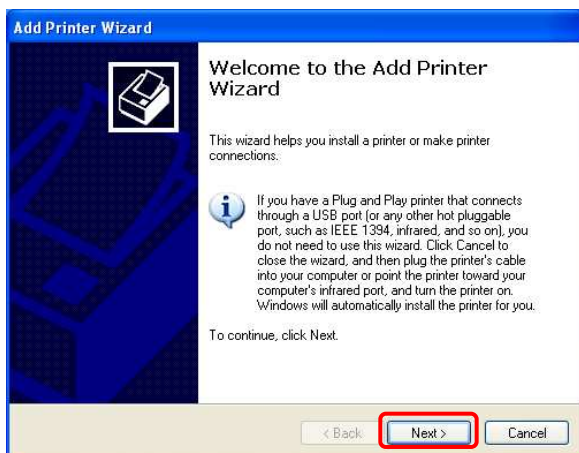 Add Printer Wizard
Welcome to the Add Printer
Wizard
This wizard helps you install a printer or make printer
connections.
If you have a Plug and Play printer that connects
through a USB port (or any other hot pluggable
port, such as IEEE 1394, infrared, and so on), you
do not need to use this wizard. Click Cancel to
close the wizard, and then plug the printer's cable
into your computer or point the printer toward your
computer's infrared port, and turn the printer on.
Windows will automatically install the printer for you.
To continue, click Next.
< Back Next > Cancel